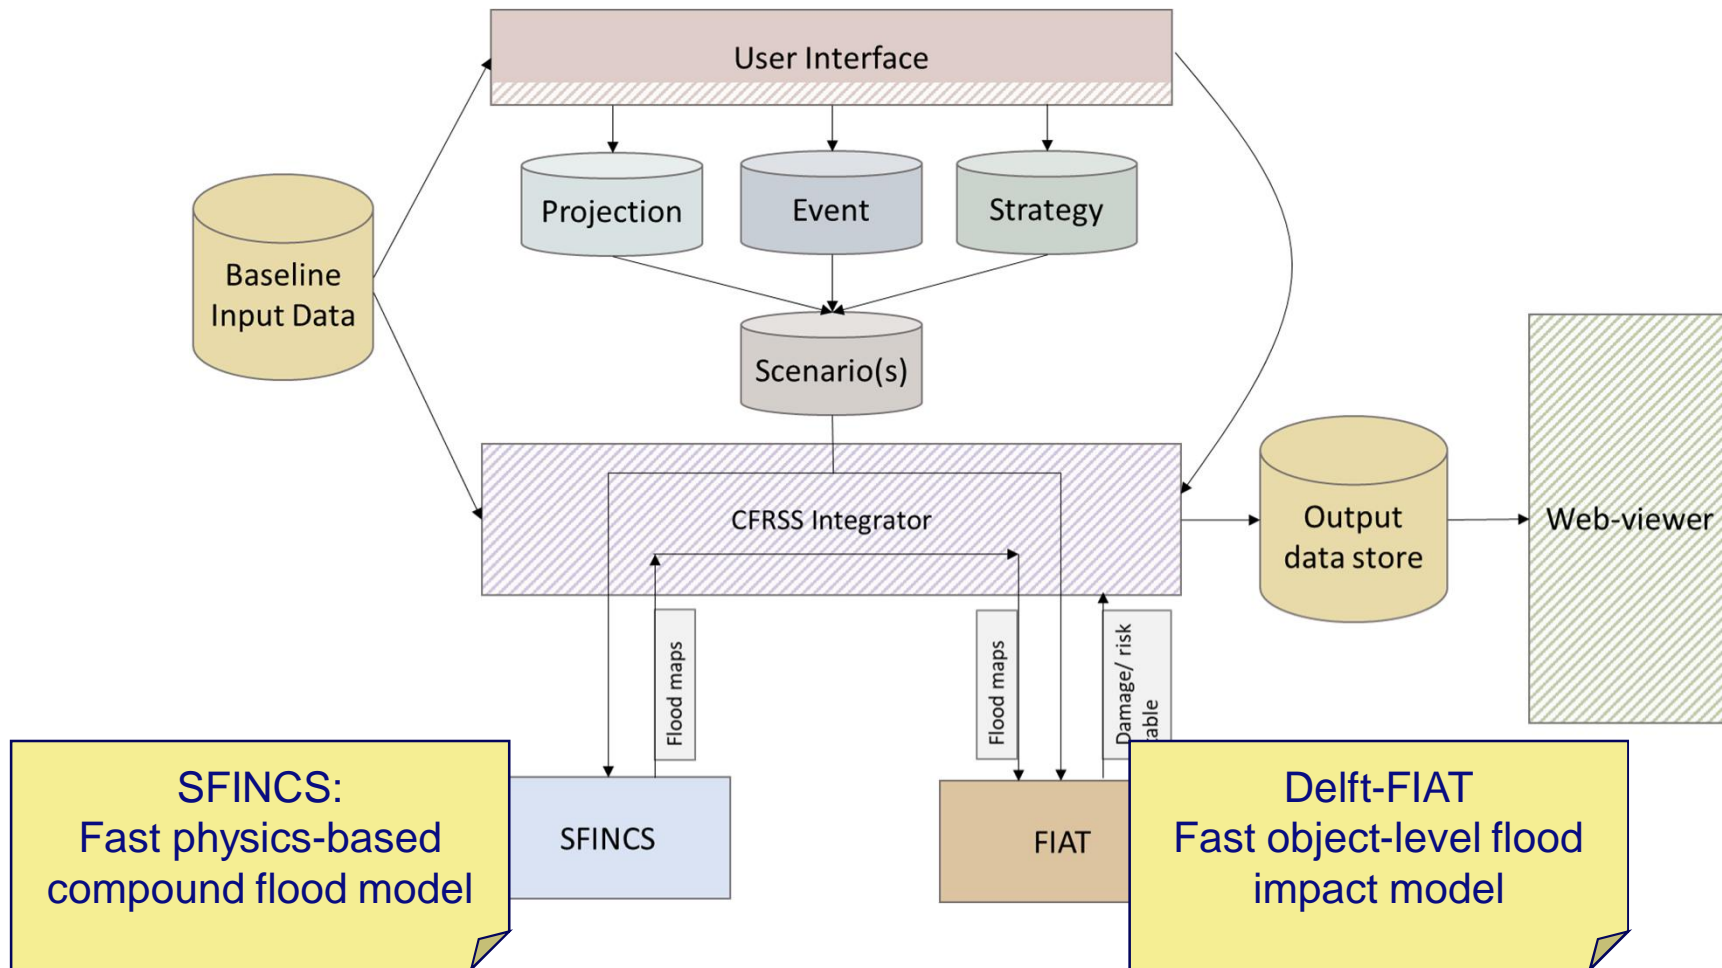 User Interface
Projection
Event
Strategy
Baseline
Input Data
Scenario(s)
CFRSS Integrator
Output
data store
Web-viewer
Flood maps
Flood maps
Damage/ risk
table
SFINCS:
Fast physics-based
compound flood model
SFINCS
FIAT
Delft-FIAT
Fast object-level flood
impact model